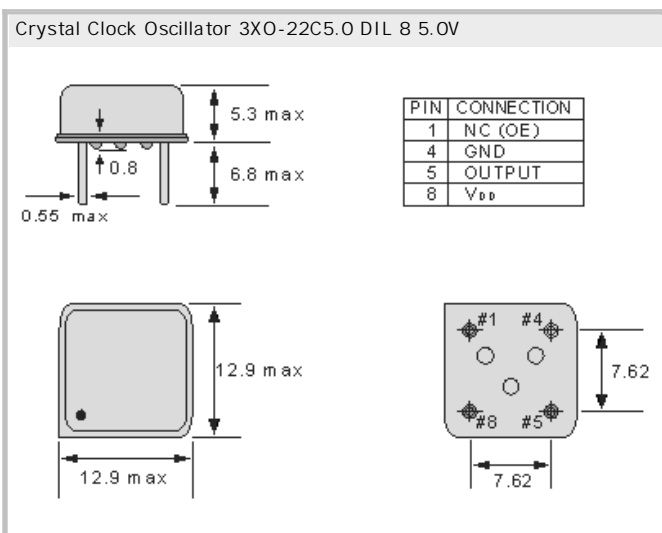 Crystal Clock Oscillator 3XO-22C5.0 DIL 8 5.0V
5.3 max
0.8
6.8 max
0.55 max
PIN CONNECTION
1 NC (OE)
4 GND
5 OUTPUT
8 VDD
12.9 max
12.9 max
#1 #4
#8 #5
7.62
7.62